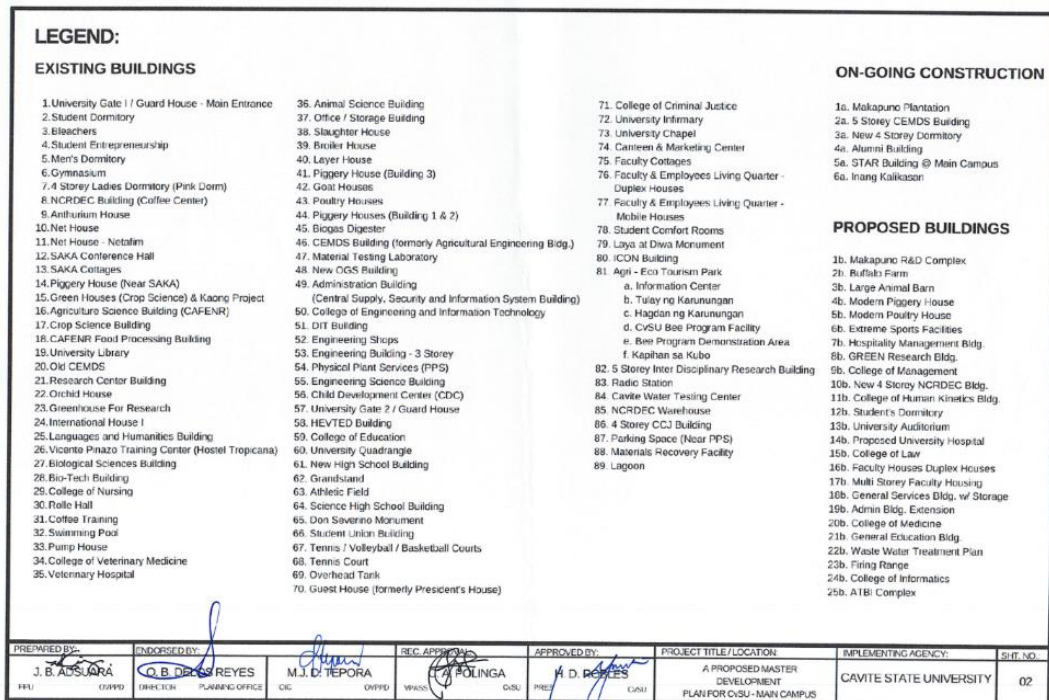 LEGEND:
EXISTING BUILDINGS
1.University Gate I / Guard House - Main Entrance
2.Student Dormitory
3.Bleachers
4.Student Entrepreneurship
5.Men's Dormitory
6.Gymnasium
7.4 Storey Ladies Dormitory (Pink Dorm)
8.NCRDEC Building (Coffee Center)
9.Anthurium House
10.Net House
11.Net House - Netafim
12.SAKA Conference Hall
13.SAKA Cottages
14.Piggery House (Near SAKA)
15.Green Houses (Crop Science) & Kaong Project
16.Agriculture Science Building (CAFENR)
17.Crop Science Building
18.CAFENR Food Processing Building
19.University Library
20.Old CEMDS
21.Research Center Building
22.Orchid House
23.Greenhouse For Research
24.International House I
25.Languages and Humanities Building
26.Vicente Pinazo Training Center (Hostel Tropicana)
27.Biological Sciences Building
28.Bio-Tech Building
29.College of Nursing
30.Rolle Hall
31.Coffee Training
32.Swimming Pool
33.Pump House
34.College of Veterinary Medicine
35.Veterinary Hospital
36. Animal Science Building
37. Office / Storage Building
38. Slaughter House
39. Broiler House
40. Layer House
41. Piggery House (Building 3)
42. Goat Houses
43. Poultry Houses
44. Piggery Houses (Building 1 & 2)
45. Biogas Digester
46. CEMDS Building (formerly Agricultural Engineering Bldg.)
47. Material Testing Laboratory
48. New OGS Building
49. Administration Building
(Central Supply, Security and Information System Building)
50. College of Engineering and Information Technology
51. DIT Building
52. Engineering Shops
53. Engineering Building - 3 Storey
54. Physical Plant Services (PPS)
55. Engineering Science Building
56. Child Development Center (CDC)
57. University Gate 2 / Guard House
58. HEVTED Building
59. College of Education
60. University Quadrangle
61. New High School Building
62. Grandstand
63. Athletic Field
64. Science High School Building
65. Don Severino Monument
66. Student Union Building
67. Tennis / Volleyball / Basketball Courts
68. Tennis Court
69. Overhead Tank
70. Guest House (formerly President's House)
71. College of Criminal Justice
72. University Infirmary
73. University Chapel
74. Canteen & Marketing Center
75. Faculty Cottages
76. Faculty & Employees Living Quarter -
Duplex Houses
77. Faculty & Employees Living Quarter -
Mobile Houses
78. Student Comfort Rooms
79. Laya at Diwa Monument
80. ICON Building
81. Agri - Eco Tourism Park
a. Information Center
b. Tulay ng Karunungan
c. Hagdan ng Karunungan
d. CvSU Bee Program Facility
e. Bee Program Demonstration Area
f. Kapihan sa Kubo
82. 5 Storey Inter Disciplinary Research Building
83. Radio Station
84. Cavite Water Testing Center
85. NCRDEC Warehouse
86. 4 Storey CCJ Building
87. Parking Space (Near PPS)
88. Materials Recovery Facility
89. Lagoon
ON-GOING CONSTRUCTION
1a. Makapuno Plantation
2a. 5 Storey CEMDS Building
3a. New 4 Storey Dormitory
4a. Alumni Building
5a. STAR Building @ Main Campus
6a. Inang Kalikasan
PROPOSED BUILDINGS
1b. Makapuno R&D Complex
2b. Buffalo Farm
3b. Large Animal Barn
4b. Modern Piggery House
5b. Modern Poultry House
6b. Extreme Sports Facilities
7b. Hospitality Management Bldg.
8b. GREEN Research Bldg.
9b. College of Management
10b. New 4 Storey NCRDEC Bldg.
11b. College of Human Kinetics Bldg.
12b. Student's Dormitory
13b. University Auditorium
14b. Proposed University Hospital
15b. College of Law
16b. Faculty Houses Duplex Houses
17b. Multi Storey Faculty Housing
18b. General Services Bldg. w/ Storage
19b. Admin Bldg. Extension
20b. College of Medicine
21b. General Education Bldg.
22b. Waste Water Treatment Plan
23b. Firing Range
24b. College of Informatics
25b. ATBI Complex
PREPARED BY:
J. B. ADSUARA
PPU OVPPD
ENDORSED BY:
O. B. DELOS REYES
DIRECTOR PLANNING OFFICE
M.J. D. TEPORA
OIC OVPPD
REC. APPROVAL:
POLINGA
VPASS CvSU
APPROVED BY:
H. D. ROBLES
CvSU
PROJECT TITLE / LOCATION:
A PROPOSED MASTER
DEVELOPMENT
PLAN FOR CvSU - MAIN CAMPUS
IMPLEMENTING AGENCY:
CAVITE STATE UNIVERSITY
SHT. NO.:
02